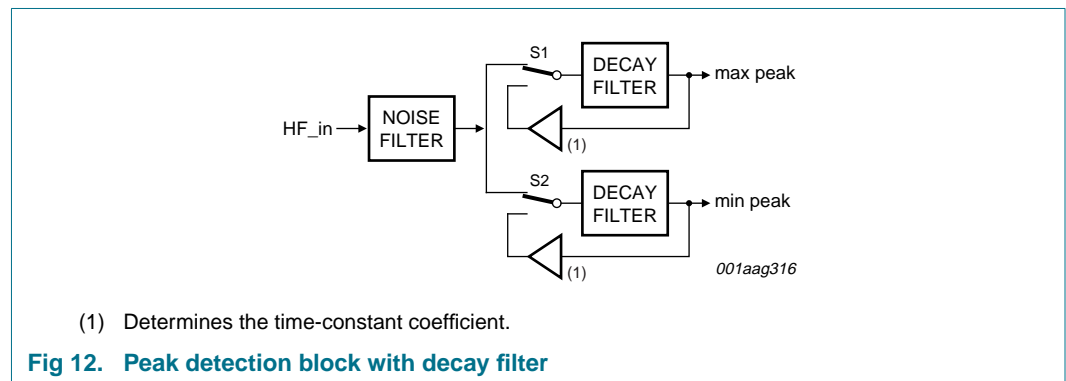 S1
DECAY
FILTER
max peak
(1)
HF_in
NOISE
FILTER
S2
DECAY
FILTER
min peak
(1)
001aag316
(1) Determines the time-constant coefficient.
Fig 12. Peak detection block with decay filter